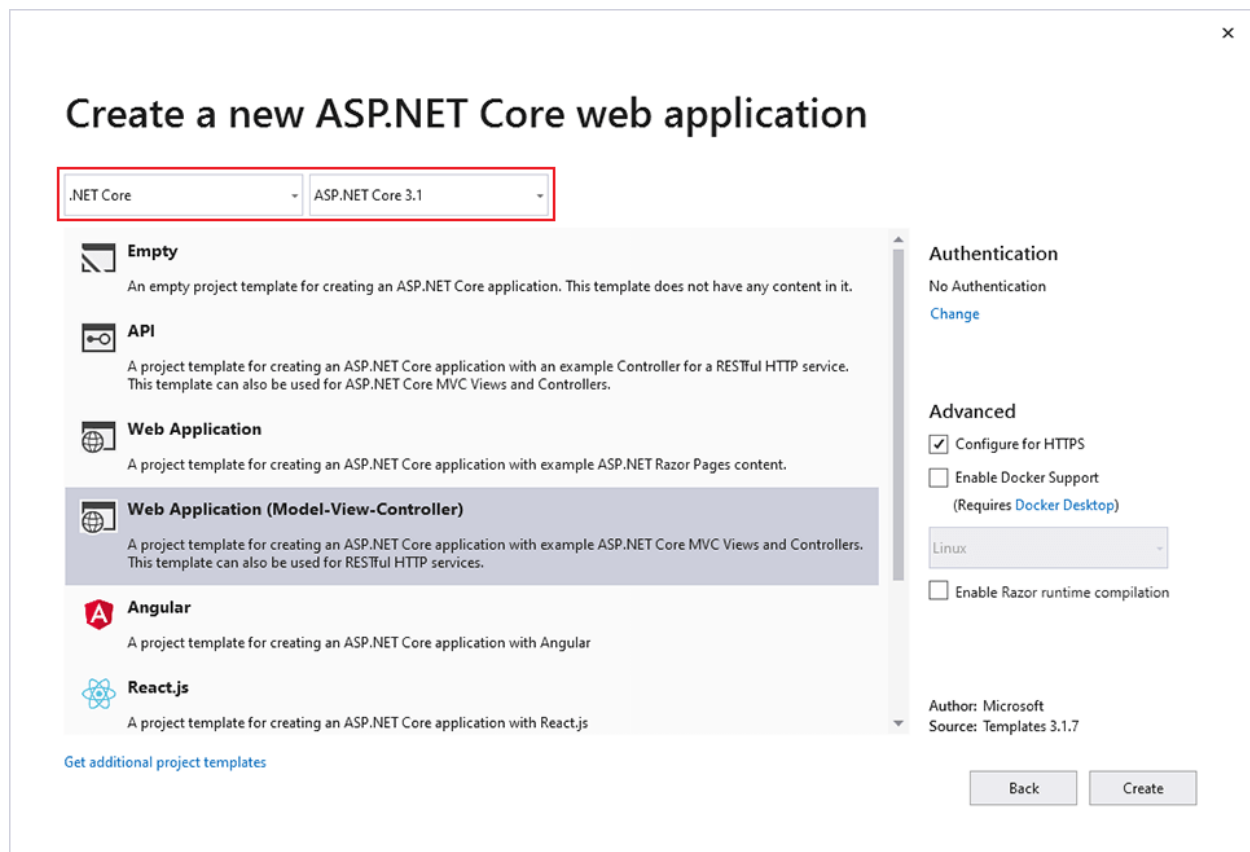 Create a new ASP.NET Core web application
.NET Core
ASP.NET Core 3.1
Empty
An empty project template for creating an ASP.NET Core application. This template does not have any content in it.
API
A project template for creating an ASP.NET Core application with an example Controller for a RESTful HTTP service.
This template can also be used for ASP.NET Core MVC Views and Controllers.
Web Application
A project template for creating an ASP.NET Core application with example ASP.NET Razor Pages content.
Web Application (Model-View-Controller)
A project template for creating an ASP.NET Core application with example ASP.NET Core MVC Views and Controllers.
This template can also be used for RESTful HTTP services.
Angular
A project template for creating an ASP.NET Core application with Angular
React.js
A project template for creating an ASP.NET Core application with React.js
Get additional project templates
Authentication
No Authentication
Change
Advanced
Configure for HTTPS
Enable Docker Support
(Requires Docker Desktop)
Linux
Enable Razor runtime compilation
Author: Microsoft
Source: Templates 3.1.7
Back
Create